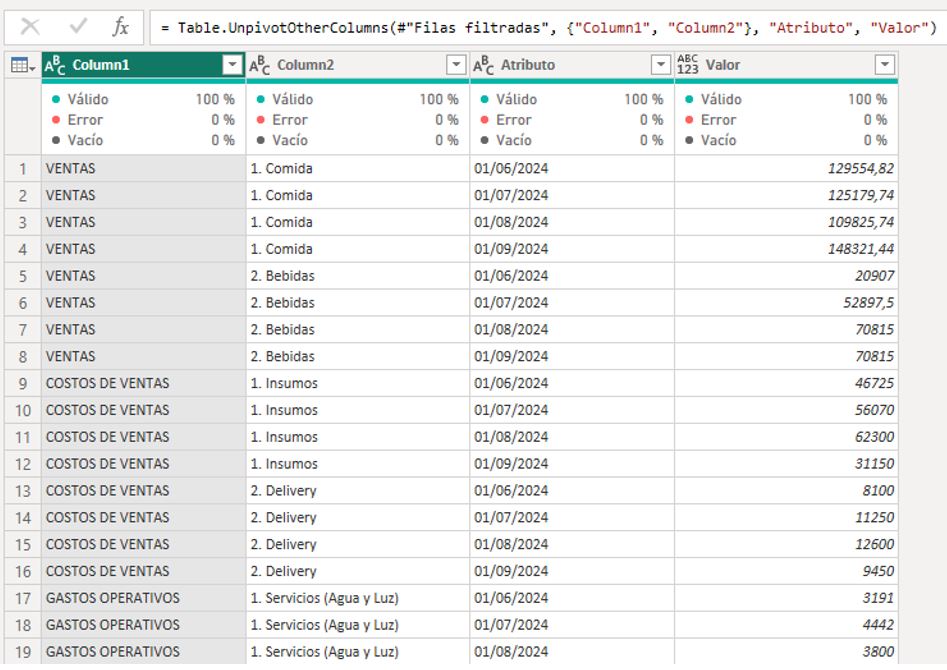 = Table.UnpivotOtherColumns(#"Filas filtradas", {"Column1", "Column2"}, "Atributo", "Valor")
ABC Column1 ABC Column2 ABC Atributo ABC 123 Valor
Válido 100 % Válido 100 % Válido 100 % Válido 100 %
Error 0 % Error 0 % Error 0 % Error 0 %
Vacío 0 % Vacío 0 % Vacío 0 % Vacío 0 %
1 VENTAS 1. Comida 01/06/2024 129554,82
2 VENTAS 1. Comida 01/07/2024 125179,74
3 VENTAS 1. Comida 01/08/2024 109825,74
4 VENTAS 1. Comida 01/09/2024 148321,44
5 VENTAS 2. Bebidas 01/06/2024 20907
6 VENTAS 2. Bebidas 01/07/2024 52897,5
7 VENTAS 2. Bebidas 01/08/2024 70815
8 VENTAS 2. Bebidas 01/09/2024 70815
9 COSTOS DE VENTAS 1. Insumos 01/06/2024 46725
10 COSTOS DE VENTAS 1. Insumos 01/07/2024 56070
11 COSTOS DE VENTAS 1. Insumos 01/08/2024 62300
12 COSTOS DE VENTAS 1. Insumos 01/09/2024 31150
13 COSTOS DE VENTAS 2. Delivery 01/06/2024 8100
14 COSTOS DE VENTAS 2. Delivery 01/07/2024 11250
15 COSTOS DE VENTAS 2. Delivery 01/08/2024 12600
16 COSTOS DE VENTAS 2. Delivery 01/09/2024 9450
17 GASTOS OPERATIVOS 1. Servicios (Agua y Luz) 01/06/2024 3191
18 GASTOS OPERATIVOS 1. Servicios (Agua y Luz) 01/07/2024 4442
19 GASTOS OPERATIVOS 1. Servicios (Agua y Luz) 01/08/2024 3800